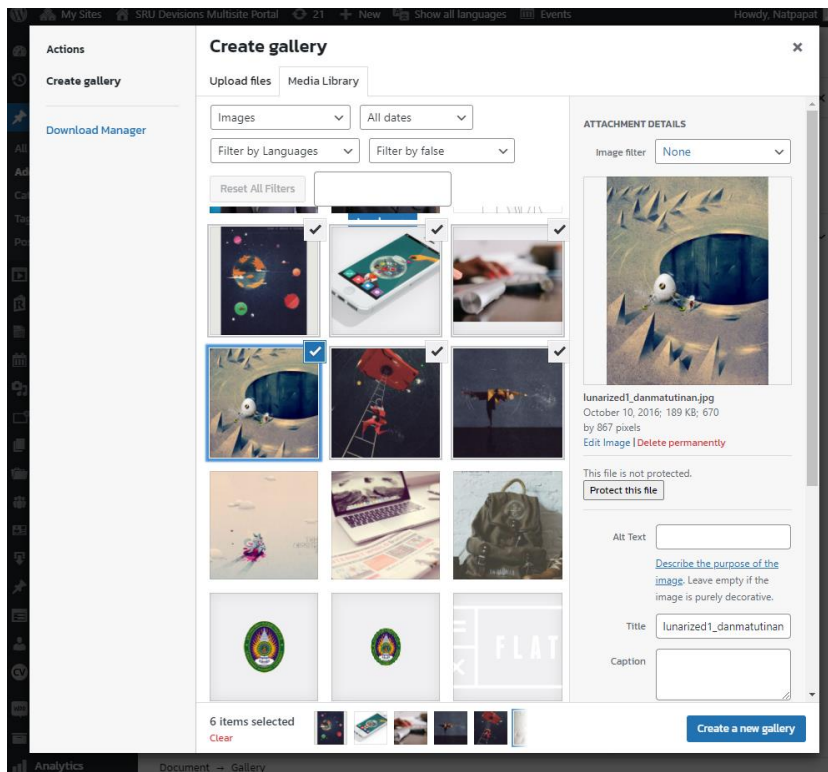 My Sites
SRU Devisions Multisite Portal
21
New
Show all languages
Events
Howdy, Natpapat
Actions
Create gallery
Download Manager
Create gallery
Upload files
Media Library
Images
All dates
Filter by Languages
Filter by false
Reset All Filters
FLAT
6 items selected
Clear
ATTACHMENT DETAILS
Image filter
None
lunarized1_danmatutinan.jpg
October 10, 2016; 189 KB; 670
by 867 pixels
Edit Image | Delete permanently
This file is not protected.
Protect this file
Alt Text
Describe the purpose of the
image. Leave empty if the
image is purely decorative.
Title
lunarized1_danmatutinan
Caption
Create a new gallery
All
Ad
Cat
Tag
Po
Analytics
Document → Gallery